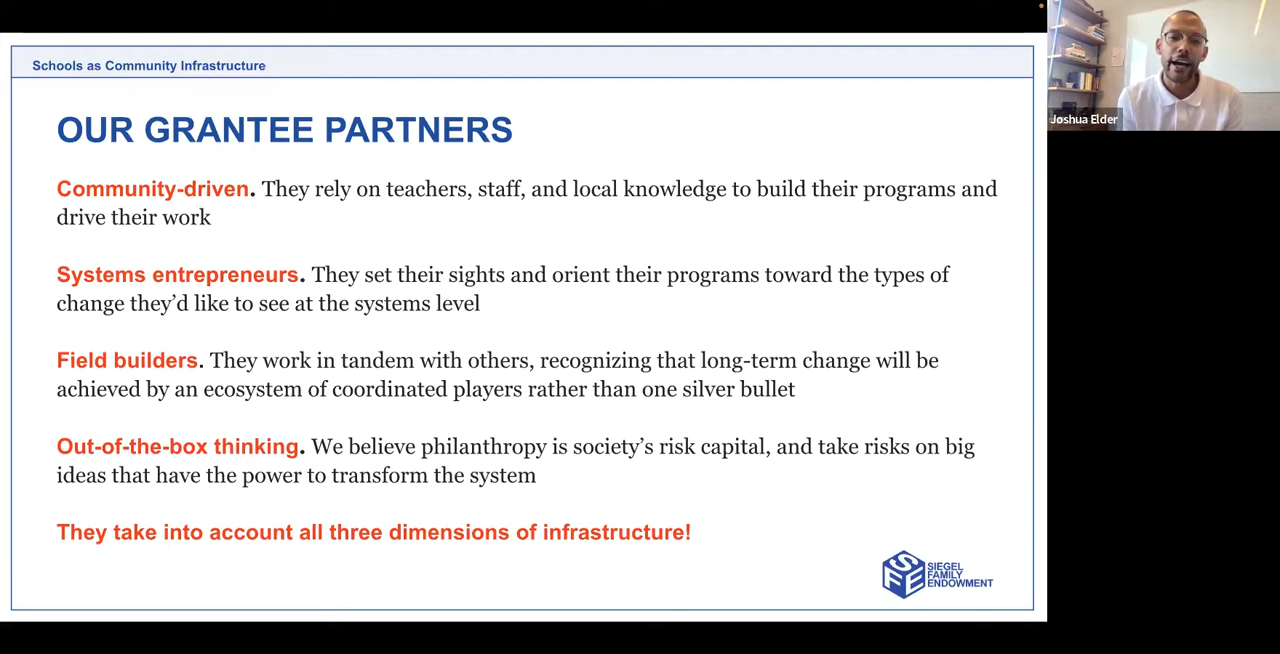 Schools as Community Infrastructure
OUR GRANTEE PARTNERS
Community-driven. They rely on teachers, staff, and local knowledge to build their programs and
drive their work
Systems entrepreneurs. They set their sights and orient their programs toward the types of
change they’d like to see at the systems level
Field builders. They work in tandem with others, recognizing that long-term change will be
achieved by an ecosystem of coordinated players rather than one silver bullet
Out-of-the-box thinking. We believe philanthropy is society’s risk capital, and take risks on big
ideas that have the power to transform the system
They take into account all three dimensions of infrastructure!
SFE
SIEGEL
FAMILY
ENDOWMENT
Joshua Elder